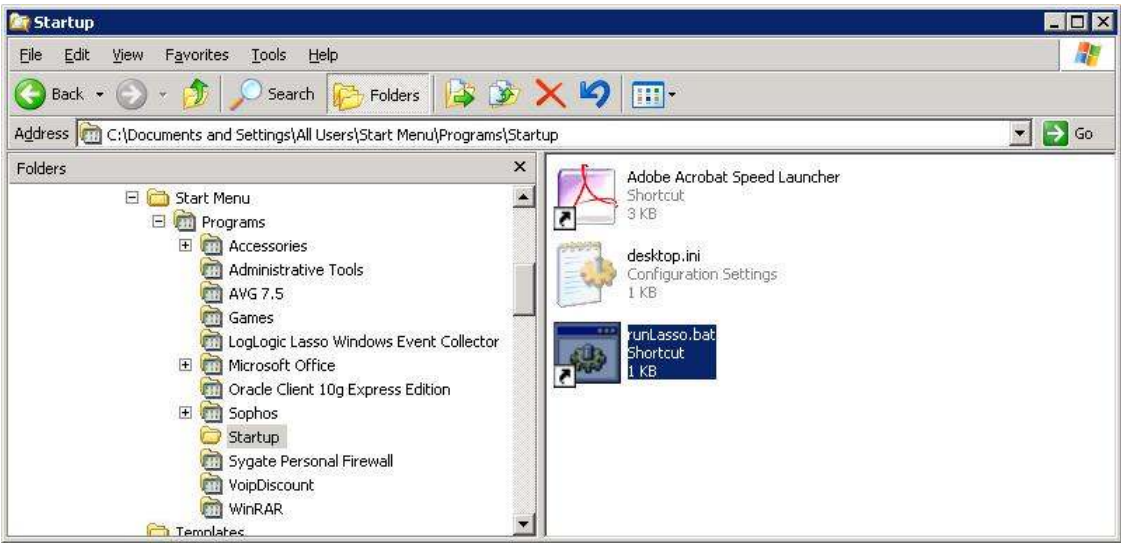 Startup
File Edit View Favorites Tools Help
Back Search Folders
Address C:\Documents and Settings\All Users\Start Menu\Programs\Startup Go
Folders
Start Menu
Programs
Accessories
Administrative Tools
AVG 7.5
Games
LogLogic Lasso Windows Event Collector
Microsoft Office
Oracle Client 10g Express Edition
Sophos
Startup
Sygate Personal Firewall
VoipDiscount
WinRAR
Templates
Adobe Acrobat Speed Launcher
Shortcut
3 KB
desktop.ini
Configuration Settings
1 KB
runLasso.bat
Shortcut
1 KB